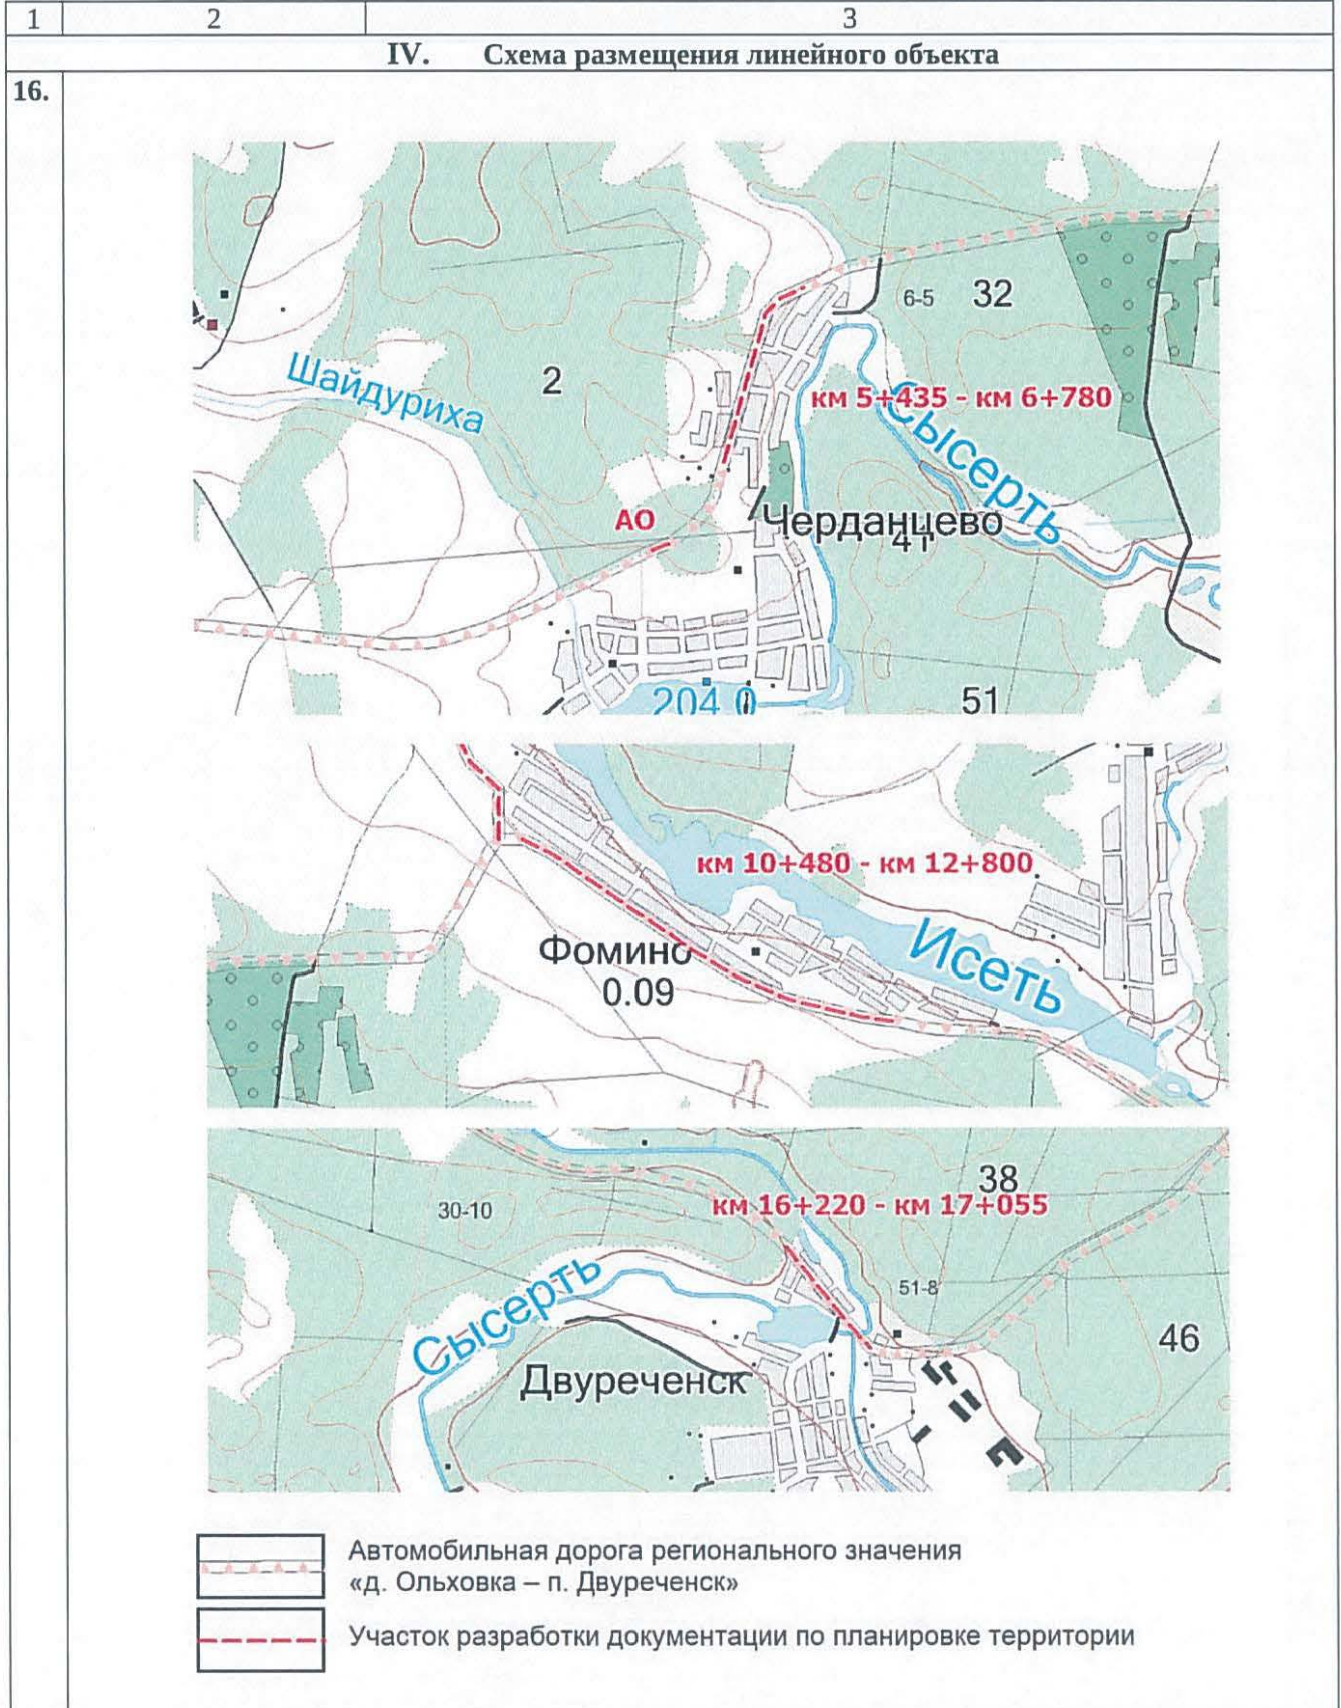 1 2 3
IV. Схема размещения линейного объекта
16.
6-5 32
Шайдуриха
2
км 5+435 - км 6+780
Сысерть
АО
Черданцево
41
204.0
51
км 10+480 - км 12+800
Исеть
Фомино
0.09
38
км 16+220 - км 17+055
30-10
51-8
Сысерть
46
Двуреченск
Автомобильная дорога регионального значения
«д. Ольховка – п. Двуреченск»
Участок разработки документации по планировке территории